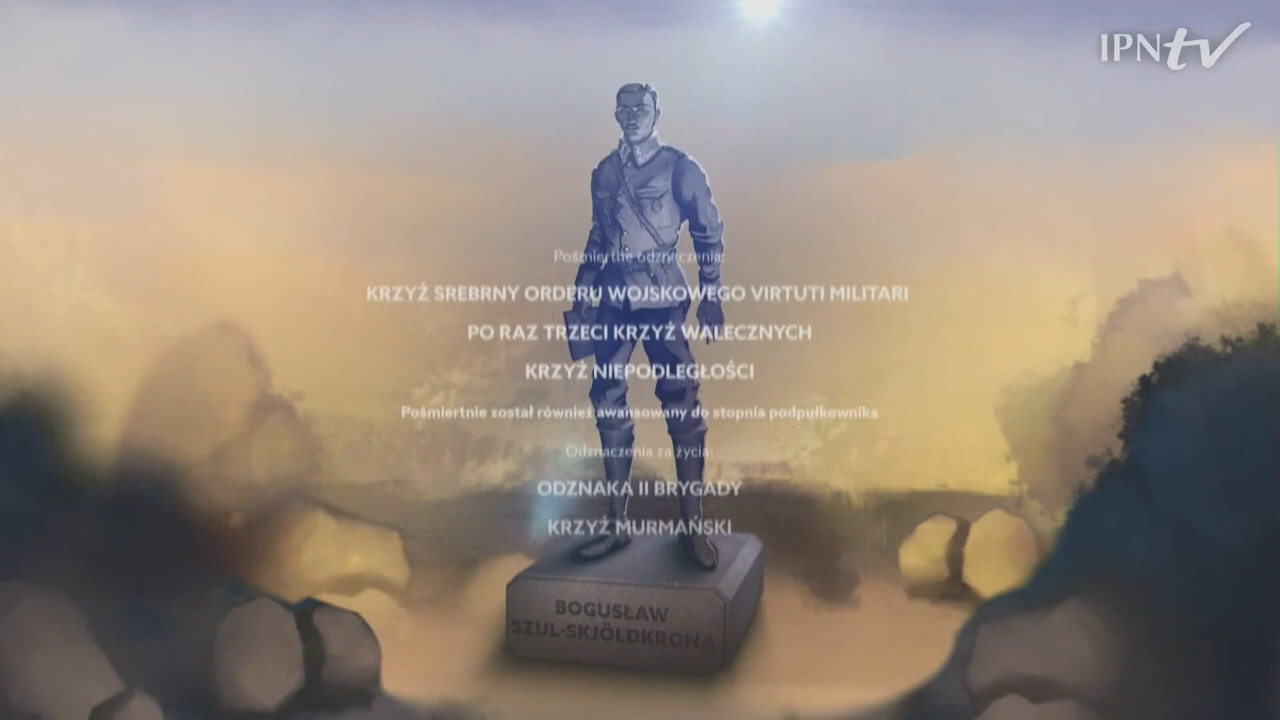 IPNtv
Pośmiertne odznaczenia:
KRZYŻ SREBRNY ORDERU WOJSKOWEGO VIRTUTI MILITARI
PO RAZ TRZECI KRZYŻ WALECZNYCH
KRZYŻ NIEPODLEGŁOŚCI
Pośmiertnie został również awansowany do stopnia podpułkownika
Odznaczenia za życia:
ODZNAKA II BRYGADY
KRZYŻ MURMAŃSKI
BOGUSŁAW
SZUL-SKJÖLDKRONA